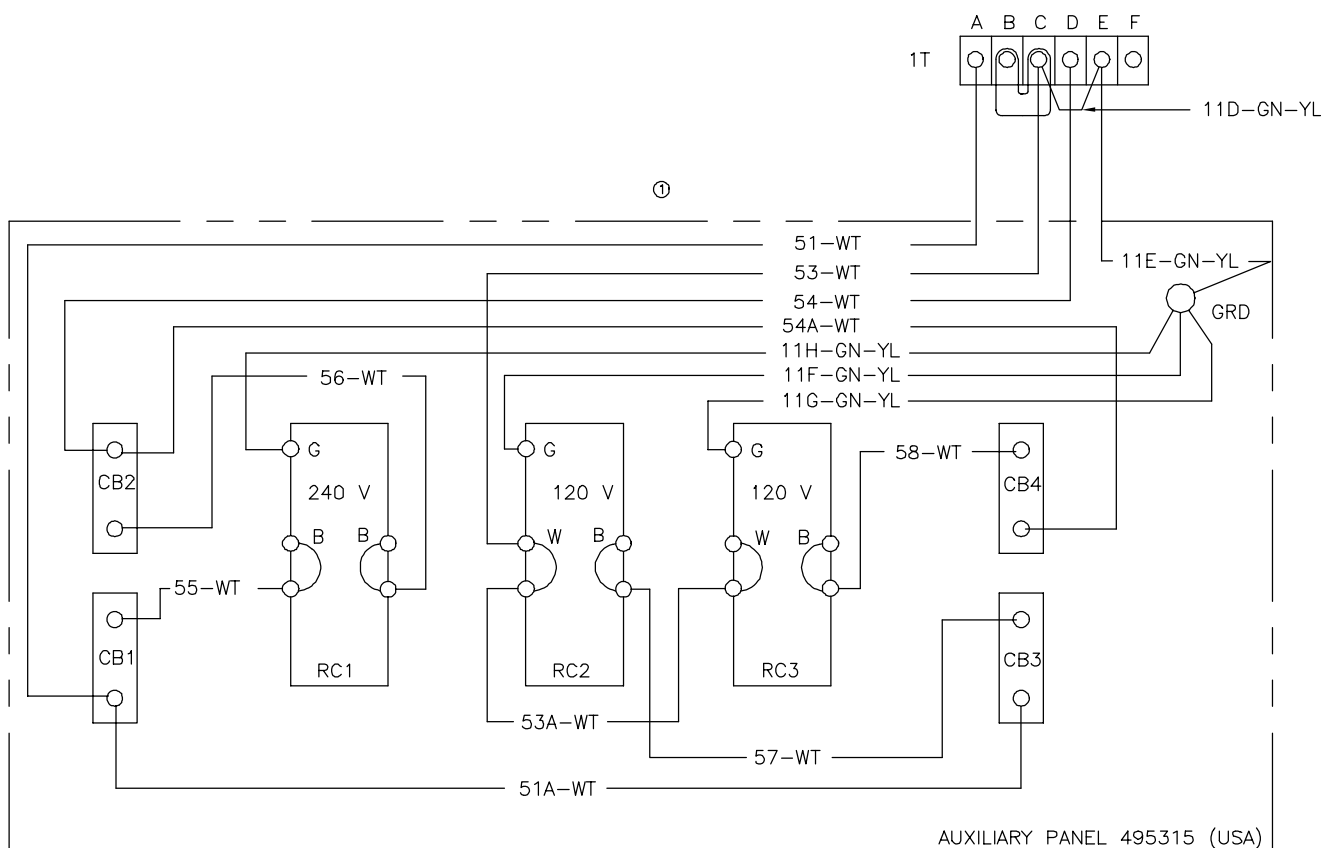 A B C D E F
1T
11D-GN-YL
1
51-WT
53-WT
11E-GN-YL
54-WT
GRD
54A-WT
11H-GN-YL
56-WT
11F-GN-YL
11G-GN-YL
G
G
G
58-WT
CB2
240 V
120 V
120 V
CB4
B B
W B
W B
55-WT
CB1
RC1
RC2
RC3
CB3
53A-WT
57-WT
51A-WT
AUXILIARY PANEL 495315 (USA)